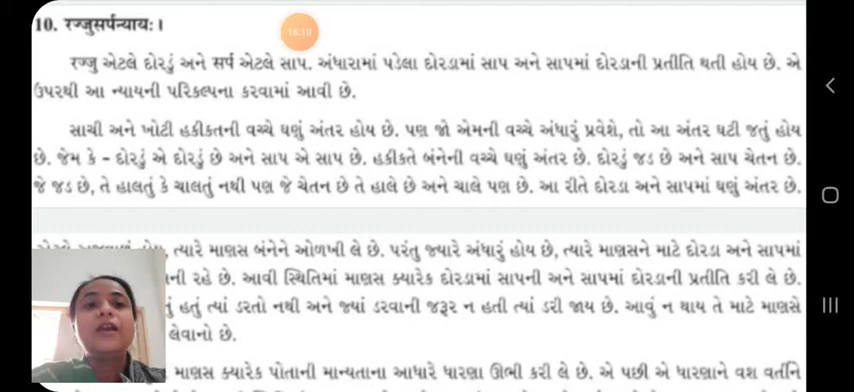 10. રજ્જુસર્પન્યાયઃ।
16:10
રજ્જુ એટલે દોરડું અને સર્પ એટલે સાપ. અંધારામાં પડેલા દોરડામાં સાપ અને સાપમાં દોરડાની પ્રતીતિ થતી હોય છે. એ
ઉપરથી આ ન્યાયની પરિકલ્પના કરવામાં આવી છે.
સાચી અને ખોટી હકીકતની વચ્ચે ઘણું અંતર હોય છે. પણ જો એમની વચ્ચે અંધારું પ્રવેશે, તો આ અંતર ઘટી જતું હોય
છે. જેમ કે - દોરડું એ દોરડું છે અને સાપ એ સાપ છે. હકીકતે બંનેની વચ્ચે ઘણું અંતર છે. દોરડું જડ છે અને સાપ ચેતન છે.
જે જડ છે, તે હાલતું કે ચાલતું નથી પણ જે ચેતન છે તે હાલે છે અને ચાલે પણ છે. આ રીતે દોરડા અને સાપમાં ઘણું અંતર છે.
ત્યારે માણસ બંનેને ઓળખી લે છે. પરંતુ જ્યારે અંધારું હોય છે, ત્યારે માણસને માટે દોરડા અને સાપમાં
રહે છે. આવી સ્થિતિમાં માણસ ક્યારેક દોરડામાં સાપની અને સાપમાં દોરડાની પ્રતીતિ કરી લે છે.
હતું ત્યાં ડરતો નથી અને જ્યાં ડરવાની જરૂર ન હતી ત્યાં ડરી જાય છે. આવું ન થાય તે માટે માણસે
લેવાનો છે.
માણસ ક્યારેક પોતાની માન્યતાના આધારે ધારણા ઊભી કરી લે છે. એ પછી એ ધારણાને વશ વર્તીને